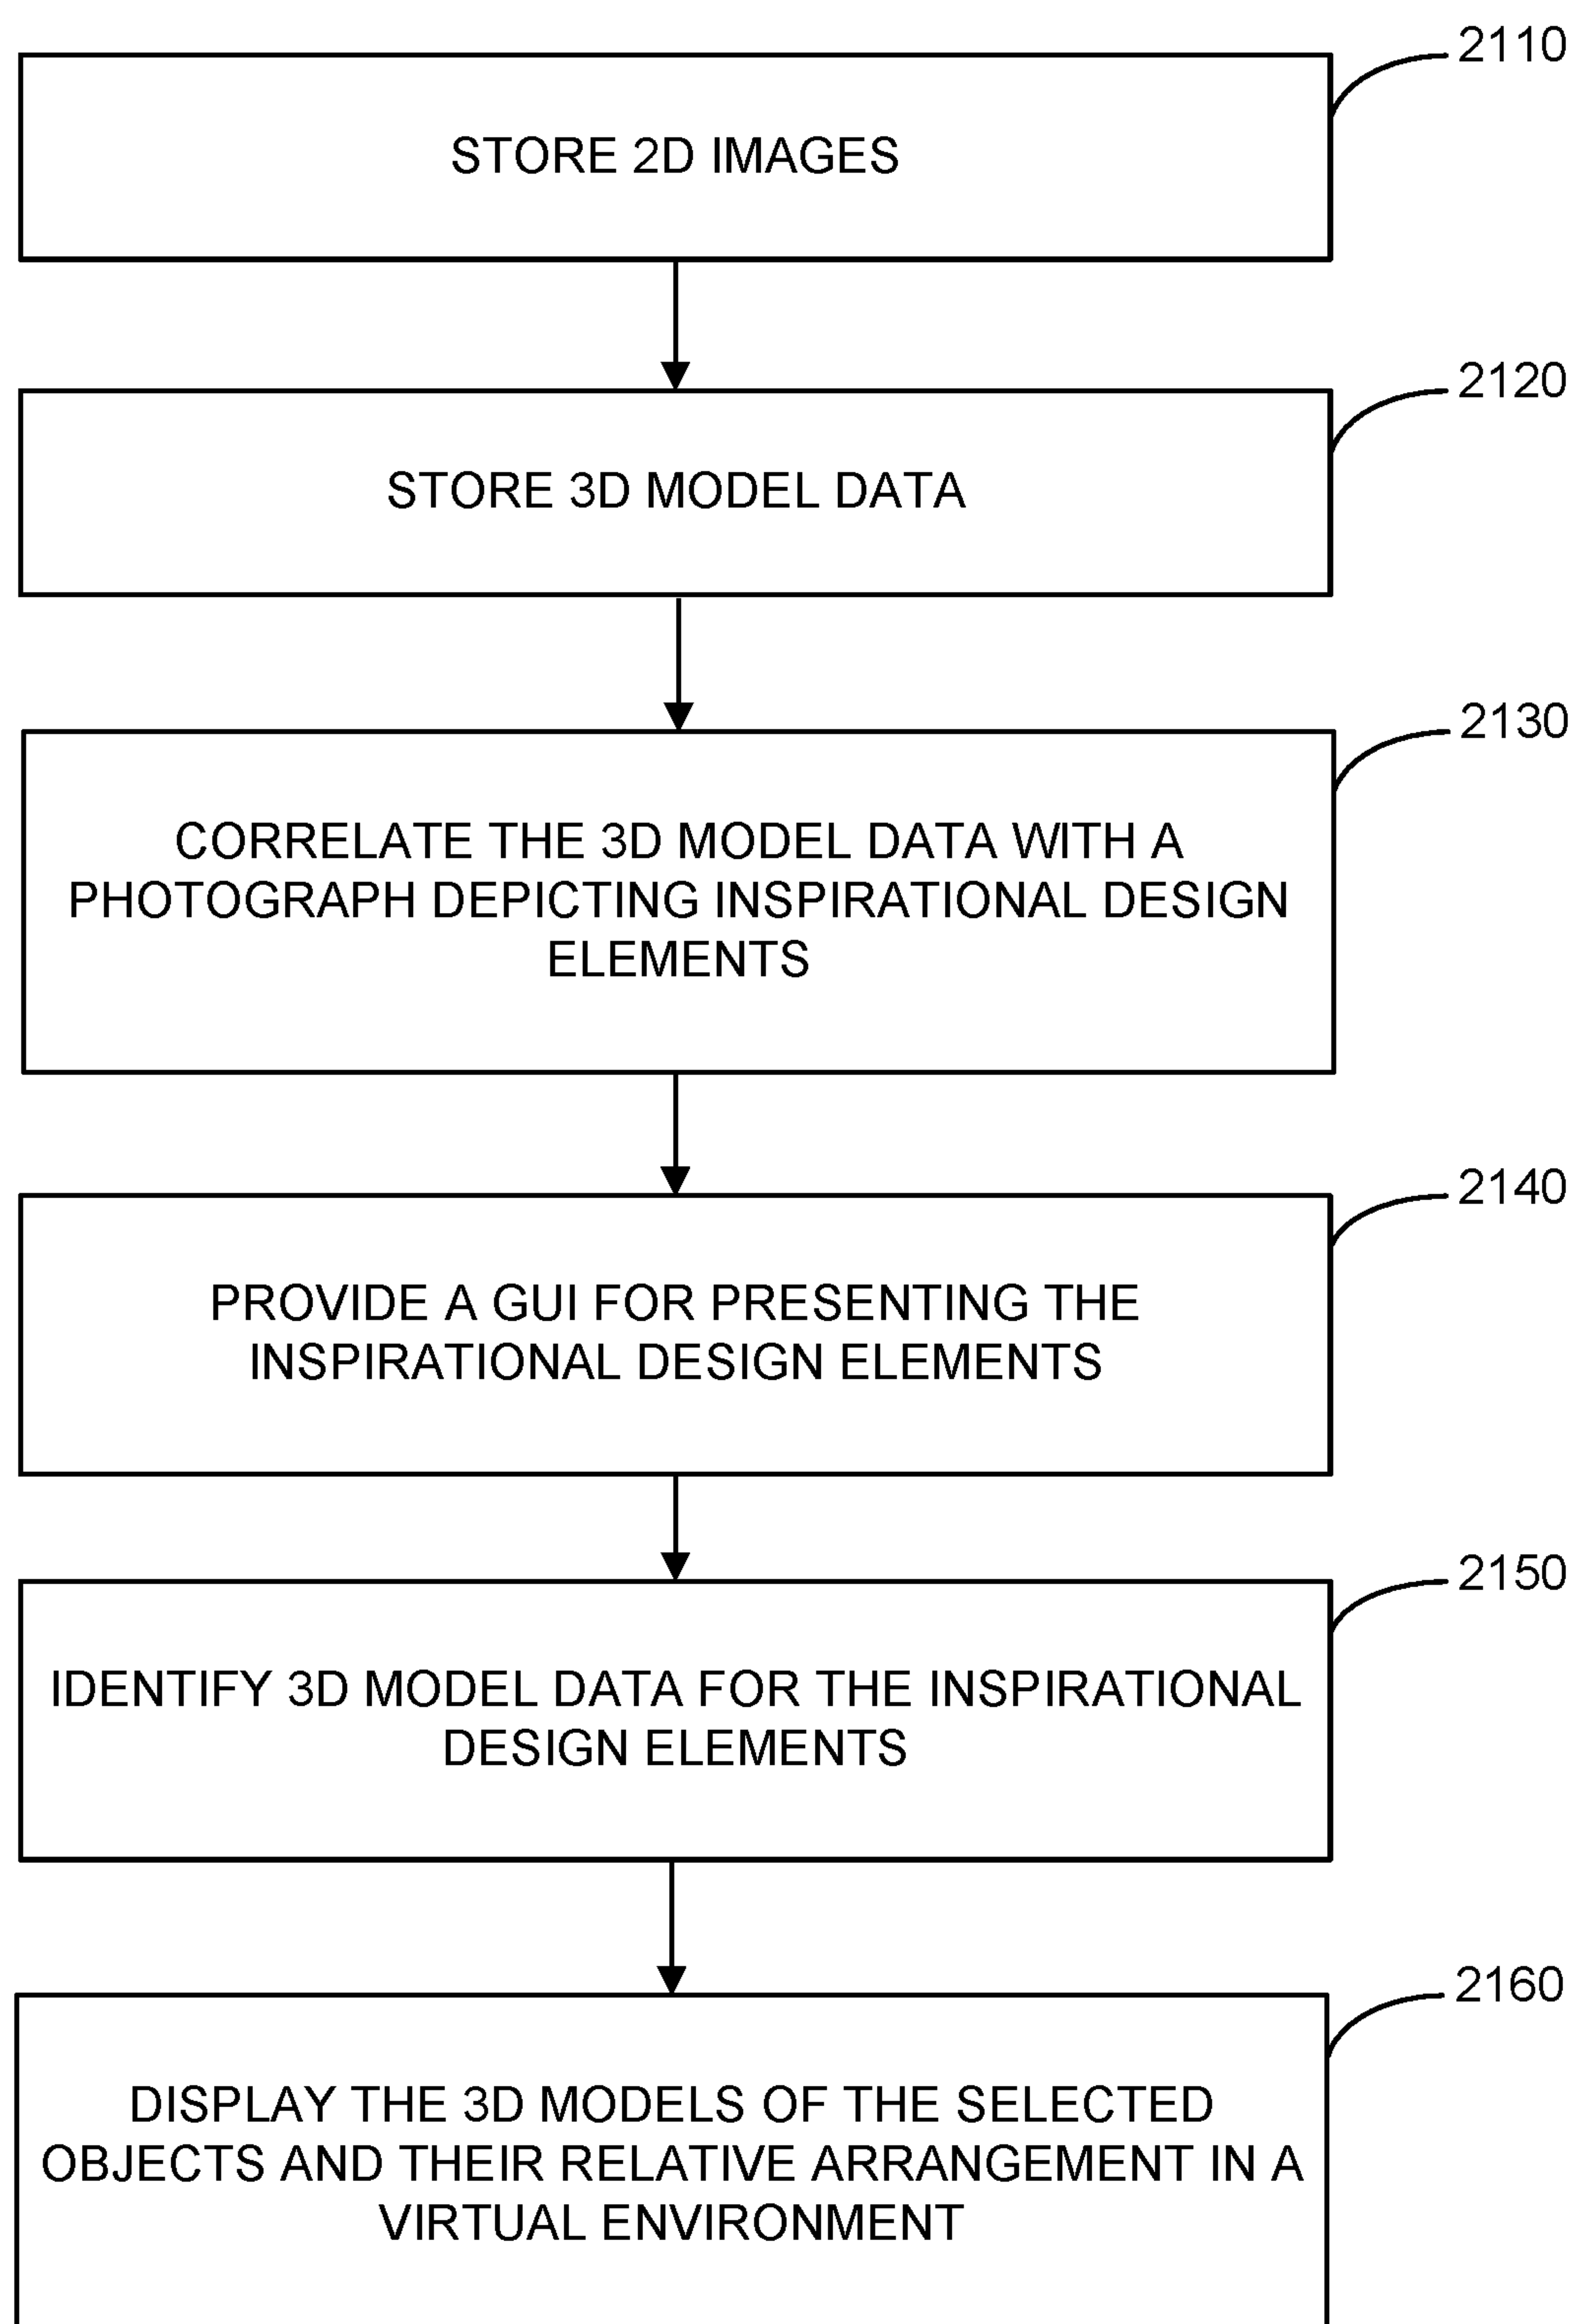 2110
STORE 2D IMAGES
2120
STORE 3D MODEL DATA
2130
CORRELATE THE 3D MODEL DATA WITH A
PHOTOGRAPH DEPICTING INSPIRATIONAL DESIGN
ELEMENTS
2140
PROVIDE A GUI FOR PRESENTING THE
INSPIRATIONAL DESIGN ELEMENTS
2150
IDENTIFY 3D MODEL DATA FOR THE INSPIRATIONAL
DESIGN ELEMENTS
2160
DISPLAY THE 3D MODELS OF THE SELECTED
OBJECTS AND THEIR RELATIVE ARRANGEMENT IN A
VIRTUAL ENVIRONMENT